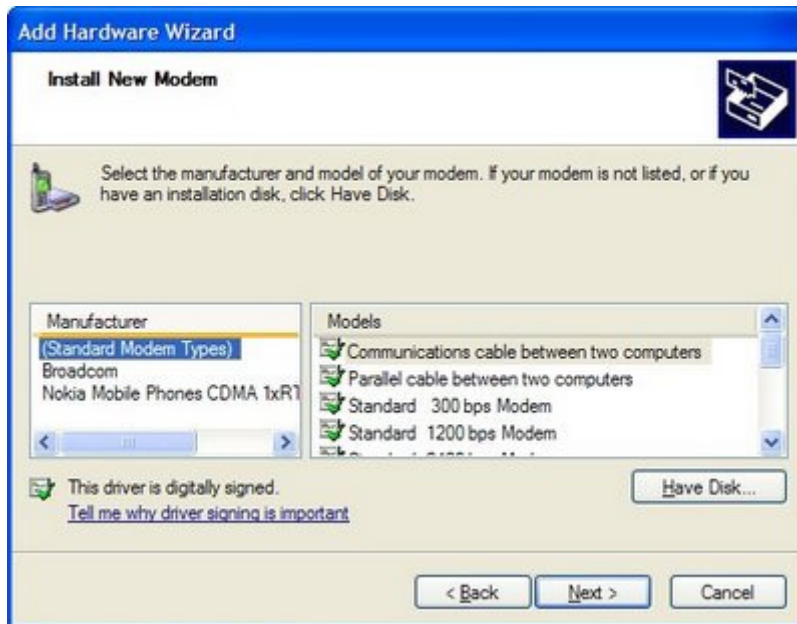 Add Hardware Wizard
Install New Modem
Select the manufacturer and model of your modem. If your modem is not listed, or if you
have an installation disk, click Have Disk.
Manufacturer
(Standard Modem Types)
Broadcom
Nokia Mobile Phones CDMA 1xRT
Models
Communications cable between two computers
Parallel cable between two computers
Standard 300 bps Modem
Standard 1200 bps Modem
This driver is digitally signed.
Tell me why driver signing is important
Have Disk...
< Back
Next >
Cancel